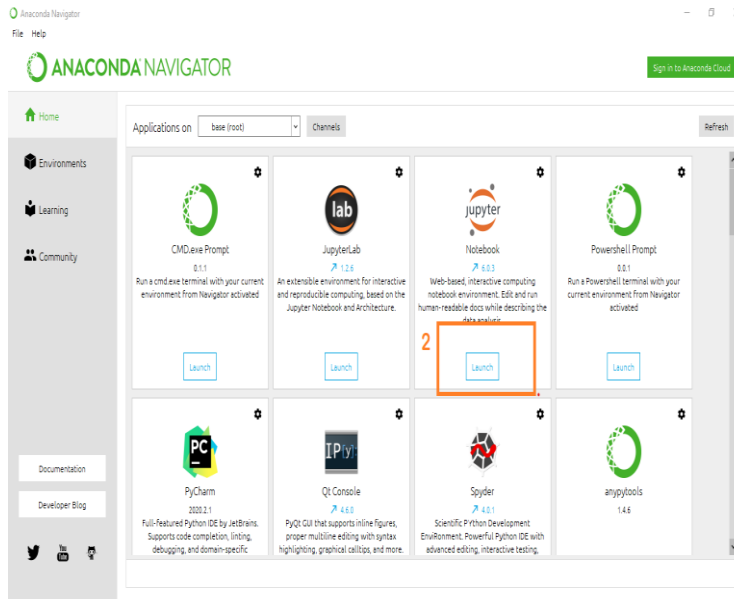 Anaconda Navigator
File Help
ANACONDA NAVIGATOR
Sign in to Anaconda Cloud
Home
Environments
Learning
Community
Documentation
Developer Blog
You
Tube
Applications on base (root) Channels Refresh
CMD.exe Prompt
0.1.1
Run a cmd.exe terminal with your current
environment from Navigator activated
Launch
lab
JupyterLab
1.2.6
An extensible environment for interactive
and reproducible computing, based on the
Jupyter Notebook and Architecture.
Launch
jupyter
Notebook
6.0.3
Web-based, interactive computing
notebook environment. Edit and run
human-readable docs while describing the
data analysis.
2
Launch
Powershell Prompt
0.0.1
Run a Powershell terminal with your
current environment from Navigator
activated
Launch
PC
PyCharm
2020.2.1
Full-featured Python IDE by JetBrains.
Supports code completion, linting,
debugging, and domain-specific
IP[y]:
Qt Console
4.6.0
PyQt GUI that supports inline figures,
proper multiline editing with syntax
highlighting, graphical calltips, and more.
Spyder
4.0.1
Scientific PYthon Development
EnviRonment. Powerful Python IDE with
advanced editing, interactive testing,
anypytools
1.4.6